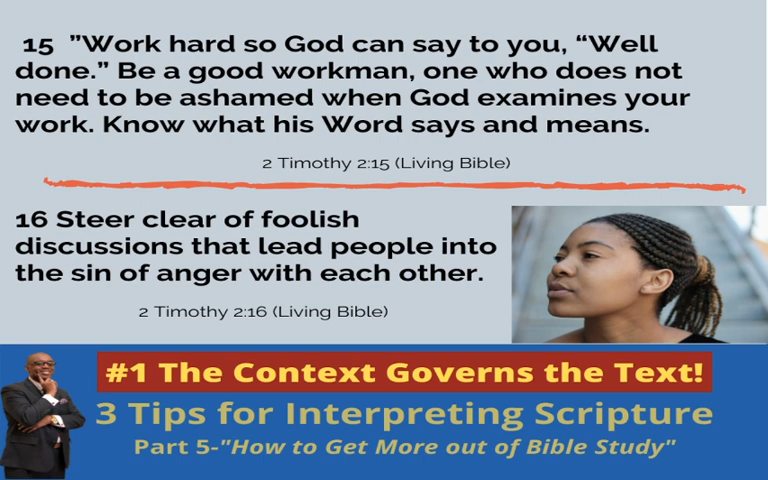 15 ”Work hard so God can say to you, “Well
done.” Be a good workman, one who does not
need to be ashamed when God examines your
work. Know what his Word says and means.
2 Timothy 2:15 (Living Bible)
16 Steer clear of foolish
discussions that lead people into
the sin of anger with each other.
2 Timothy 2:16 (Living Bible)
#1 The Context Governs the Text!
3 Tips for Interpreting Scripture
Part 5-"How to Get More out of Bible Study"